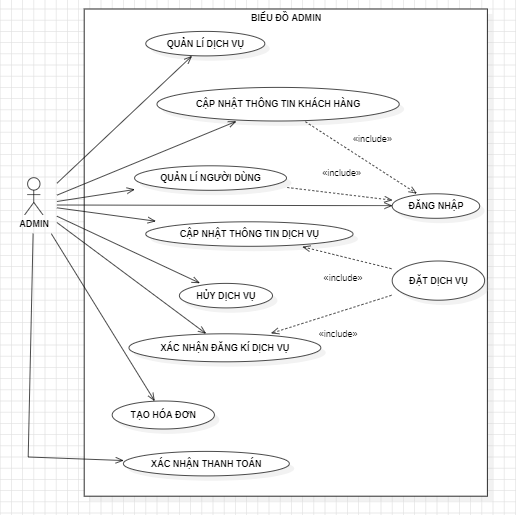 BIỂU ĐỒ ADMIN
QUẢN LÍ DỊCH VỤ
CẬP NHẬT THÔNG TIN KHÁCH HÀNG
«include»
QUẢN LÍ NGƯỜI DÙNG
«include»
ĐĂNG NHẬP
ADMIN
CẬP NHẬT THÔNG TIN DỊCH VỤ
«include»
ĐẶT DỊCH VỤ
HỦY DỊCH VỤ
«include»
XÁC NHẬN ĐĂNG KÍ DỊCH VỤ
TẠO HÓA ĐƠN
XÁC NHẬN THANH TOÁN